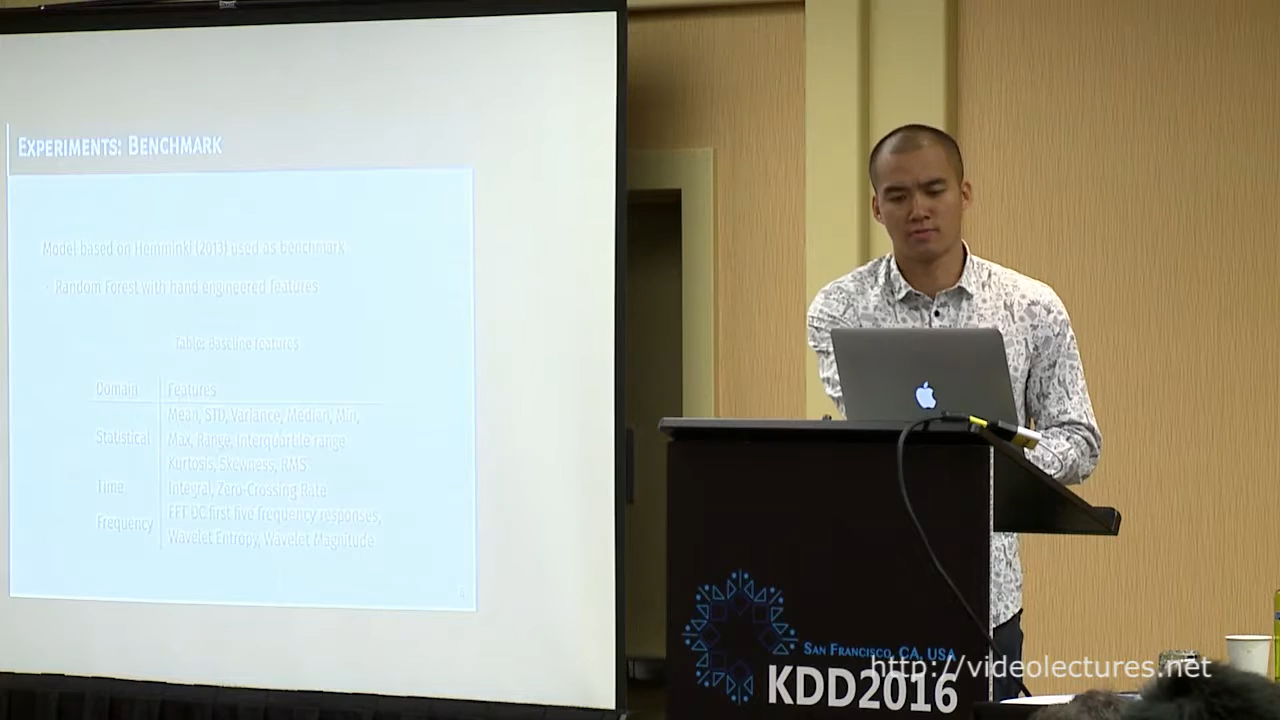 EXPERIMENTS: BENCHMARK
Model based on Hemminki (2013) used as benchmark
· Random Forest with hand engineered features
Table: Baseline features
Domain Features
Mean, STD, Variance, Median, Min,
Statistical Max, Range, Interquartile range
Kurtosis, Skewness, RMS
Time Integral, Zero-Crossing Rate
Frequency FFT DC first five frequency responses,
Wavelet Entropy, Wavelet Magnitude
SAN FRANCISCO, CA, USA
KDD2016
http://videolectures.net